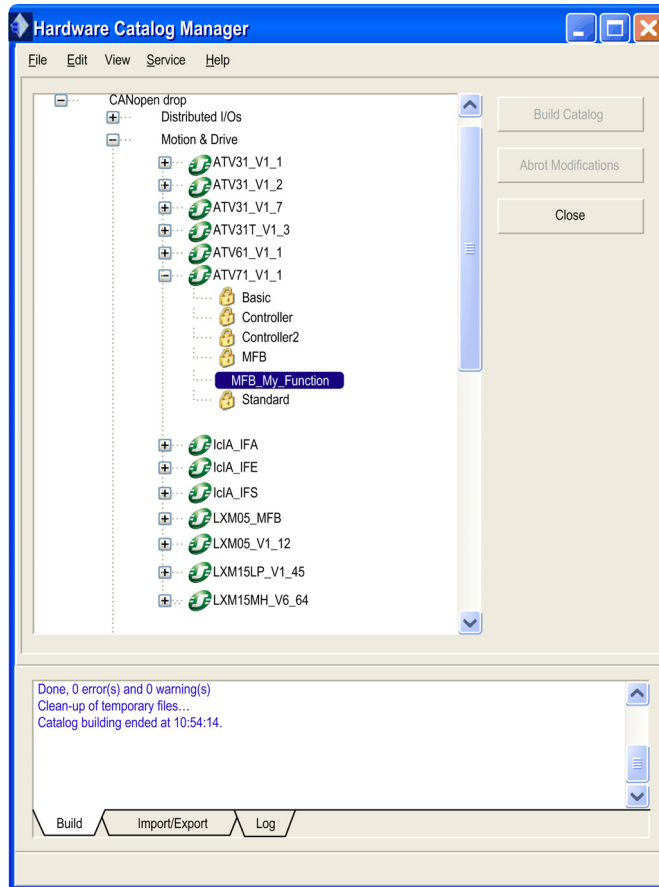 Hardware Catalog Manager
File Edit View Service Help
CANopen drop
Distributed I/Os
Motion & Drive
ATV31_V1_1
ATV31_V1_2
ATV31_V1_7
ATV31T_V1_3
ATV61_V1_1
ATV71_V1_1
Basic
Controller
Controller2
MFB
MFB_My_Function
Standard
IcIA_IFA
IcIA_IFE
IcIA_IFS
LXM05_MFB
LXM05_V1_12
LXM15LP_V1_45
LXM15MH_V6_64
Build Catalog
Abrot Modifications
Close
Done, 0 error(s) and 0 warning(s)
Clean-up of temporary files…
Catalog building ended at 10:54:14.
Build Import/Export Log